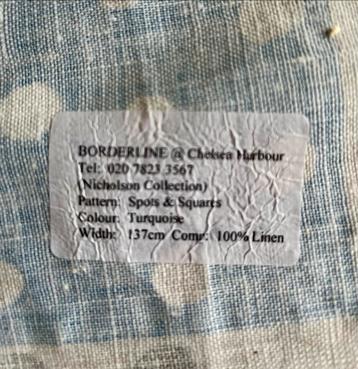 BORDERLINE @ Chelsea Harbour
Tel: 020 7823 3567
(Nicholson Collection)
Pattern: Spots & Squares
Colour: Turquoise
Width: 137cm Comp: 100% Linen